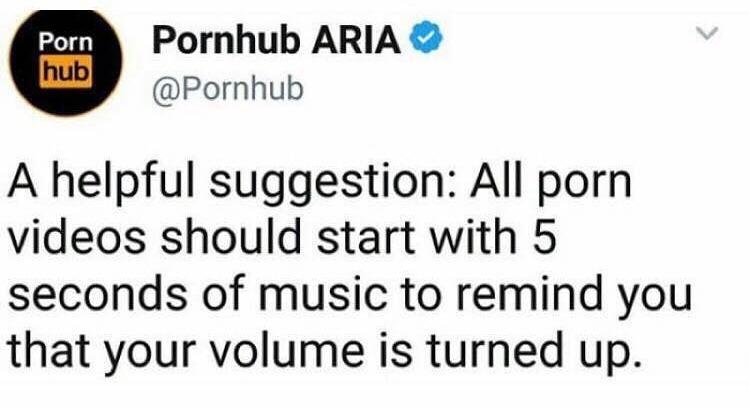 Porn
hub
Pornhub ARIA
@Pornhub
A helpful suggestion: All porn
videos should start with 5
seconds of music to remind you
that your volume is turned up.